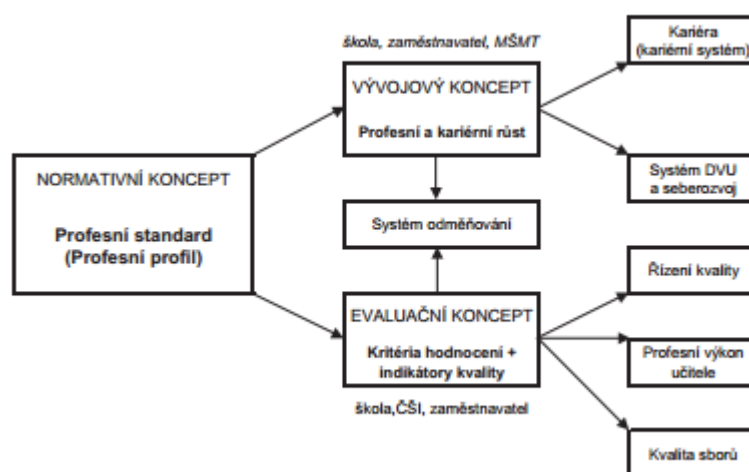 škola, zaměstnavatel, MŠMT
Kariéra
(kariérní systém)
VÝVOJOVÝ KONCEPT
Profesní a kariérní růst
NORMATIVNÍ KONCEPT
Profesní standard
(Profesní profil)
Systém DVU
a seberozvoj
Systém odměňování
Řízení kvality
EVALUAČNÍ KONCEPT
Kritéria hodnocení +
indikátory kvality
Profesní výkon
učitele
škola,ČŠI, zaměstnavatel
Kvalita sborů